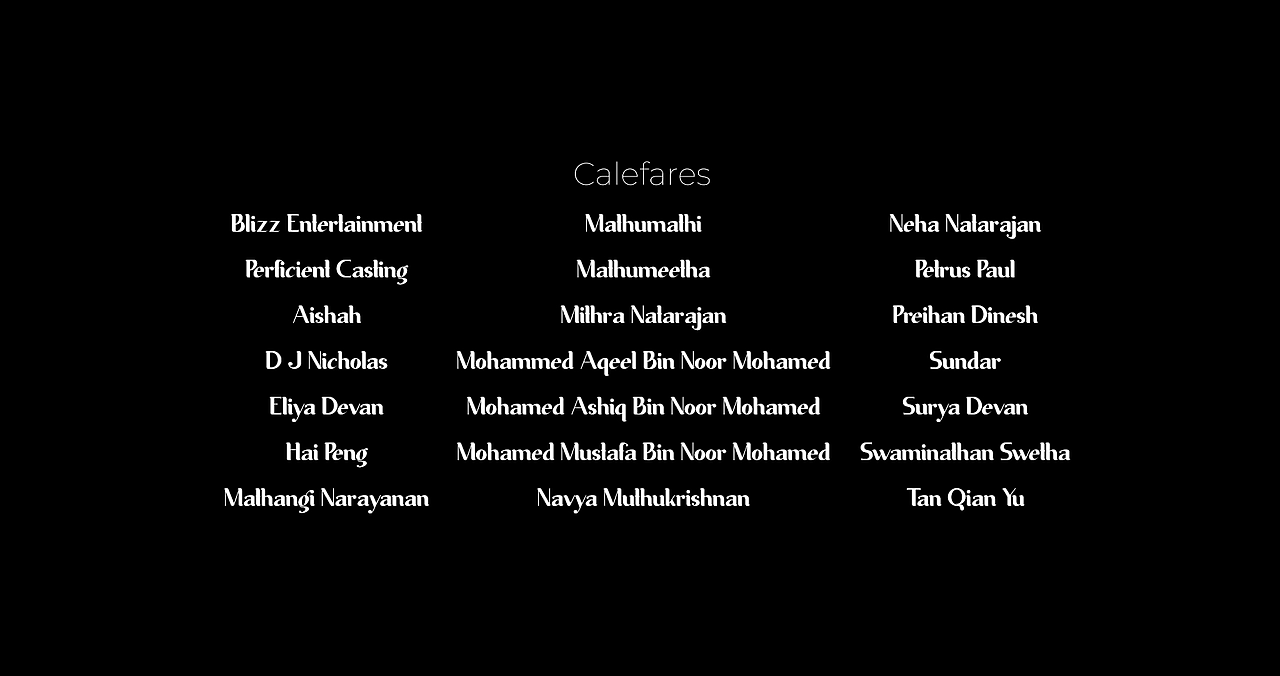 Calefares
Blizz Entertainment
Perficient Casting
Aishah
D J Nicholas
Eliya Devan
Hai Peng
Mathangi Narayanan
Mathumathi
Mathumeetha
Mithra Natarajan
Mohammed Aqeel Bin Noor Mohamed
Mohamed Ashiq Bin Noor Mohamed
Mohamed Mustafa Bin Noor Mohamed
Navya Muthukrishnan
Neha Natarajan
Petrus Paul
Preihan Dinesh
Sundar
Surya Devan
Swaminathan Swetha
Tan Qian Yu